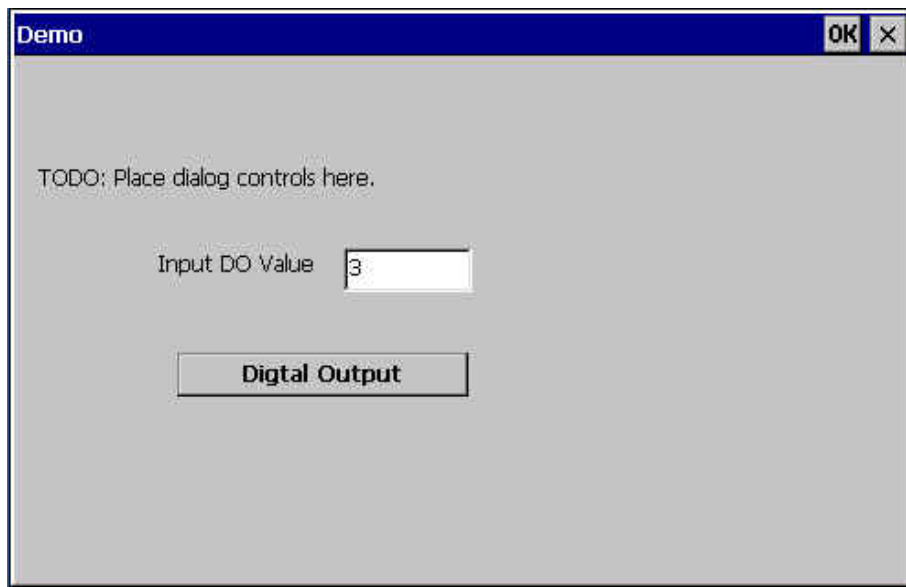 Demo OK ×
TODO: Place dialog controls here.
Input DO Value 3
Digtal Output